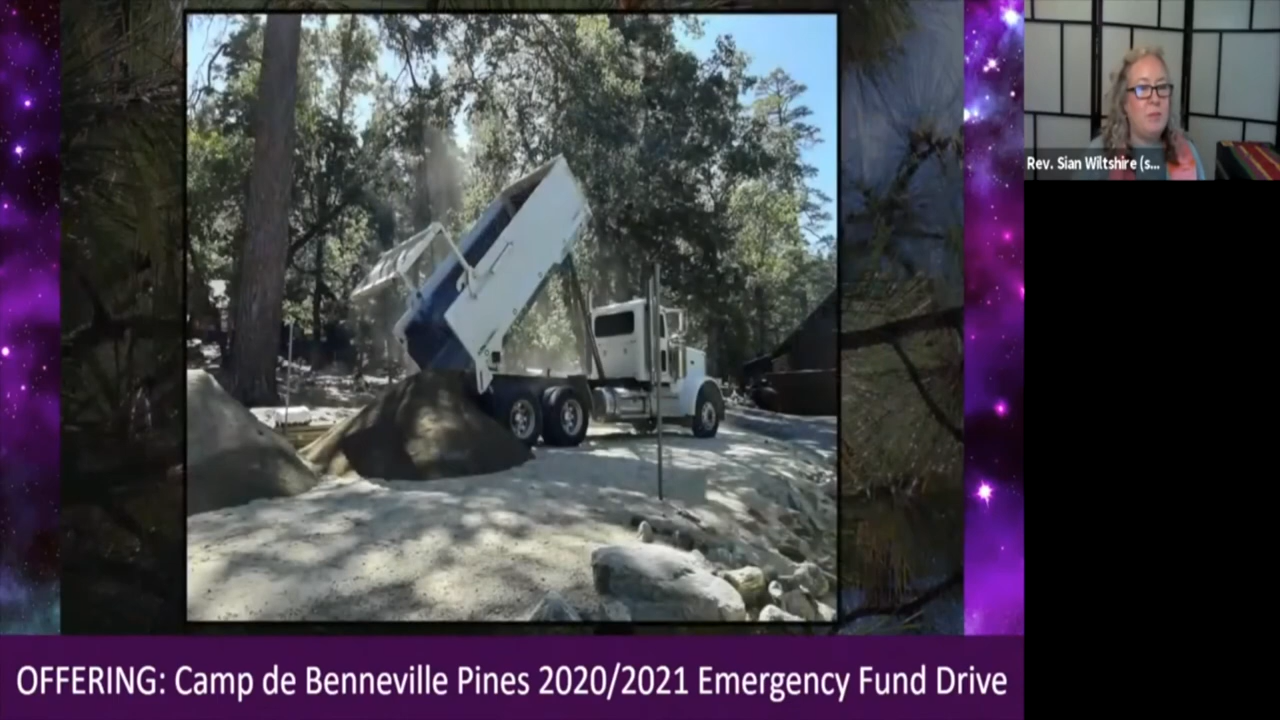 Rev. Sian Wiltshire (s...
OFFERING: Camp de Benneville Pines 2020/2021 Emergency Fund Drive